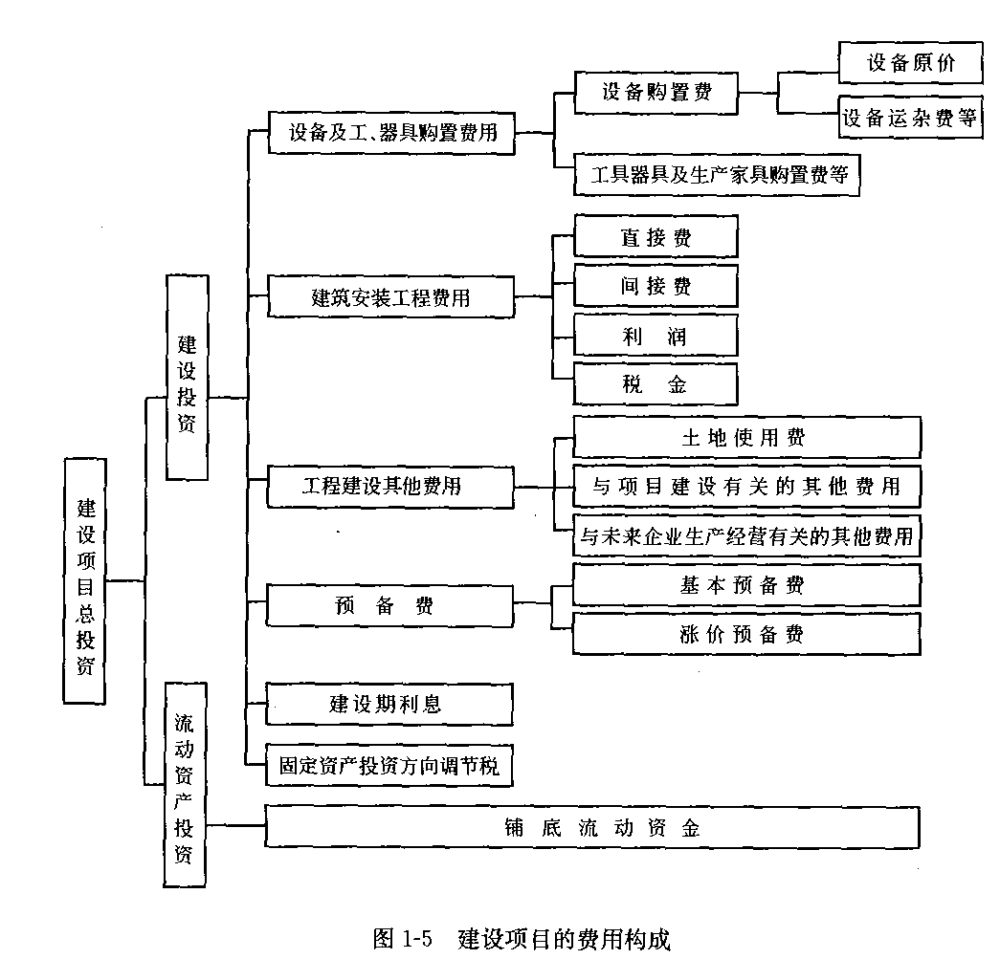 建设项目总投资
建设投资
设备及工、器具购置费用
设备购置费
设备原价
设备运杂费等
工具器具及生产家具购置费等
建筑安装工程费用
直接费
间接费
利润
税金
工程建设其他费用
土地使用费
与项目建设有关的其他费用
与未来企业生产经营有关的其他费用
预备费
基本预备费
涨价预备费
建设期利息
固定资产投资方向调节税
流动资产投资
铺底流动资金
图 1-5 建设项目的费用构成